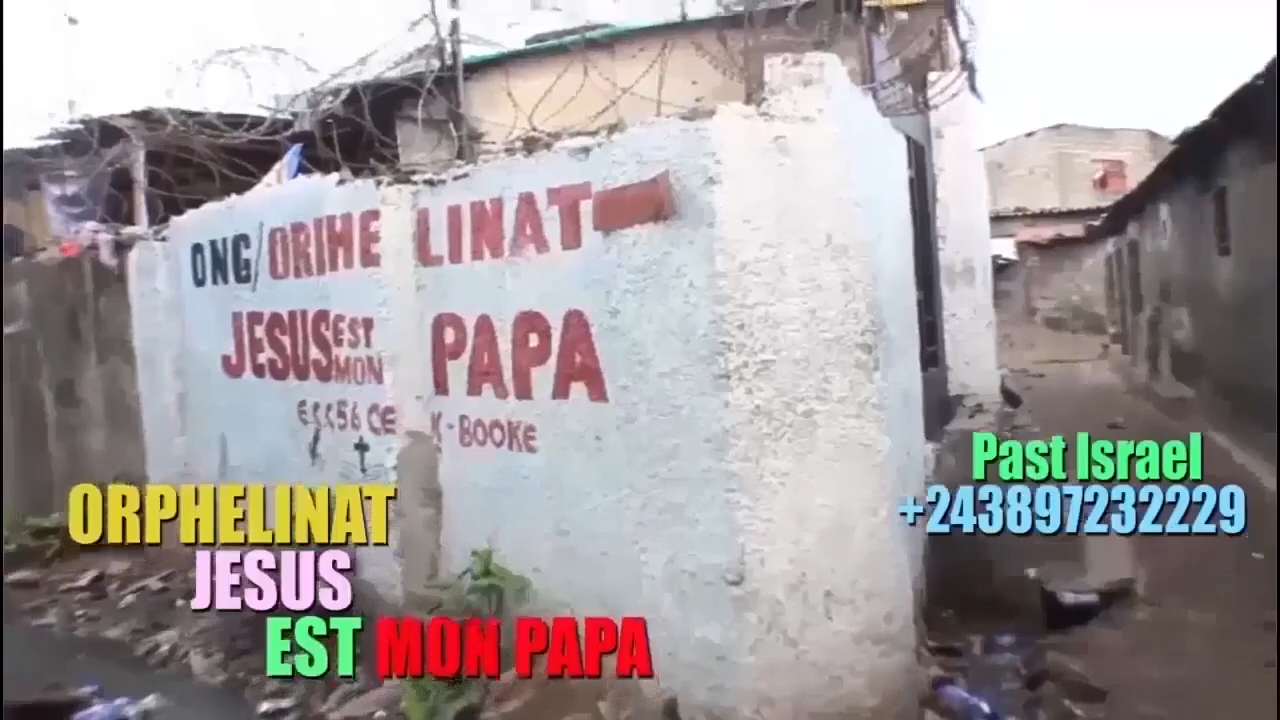 ONG/ORIHELINAT
JESUS EST MON PAPA
K-BOOKE
ORPHELINAT
JESUS
EST MON PAPA
Past Israel
+243897232229